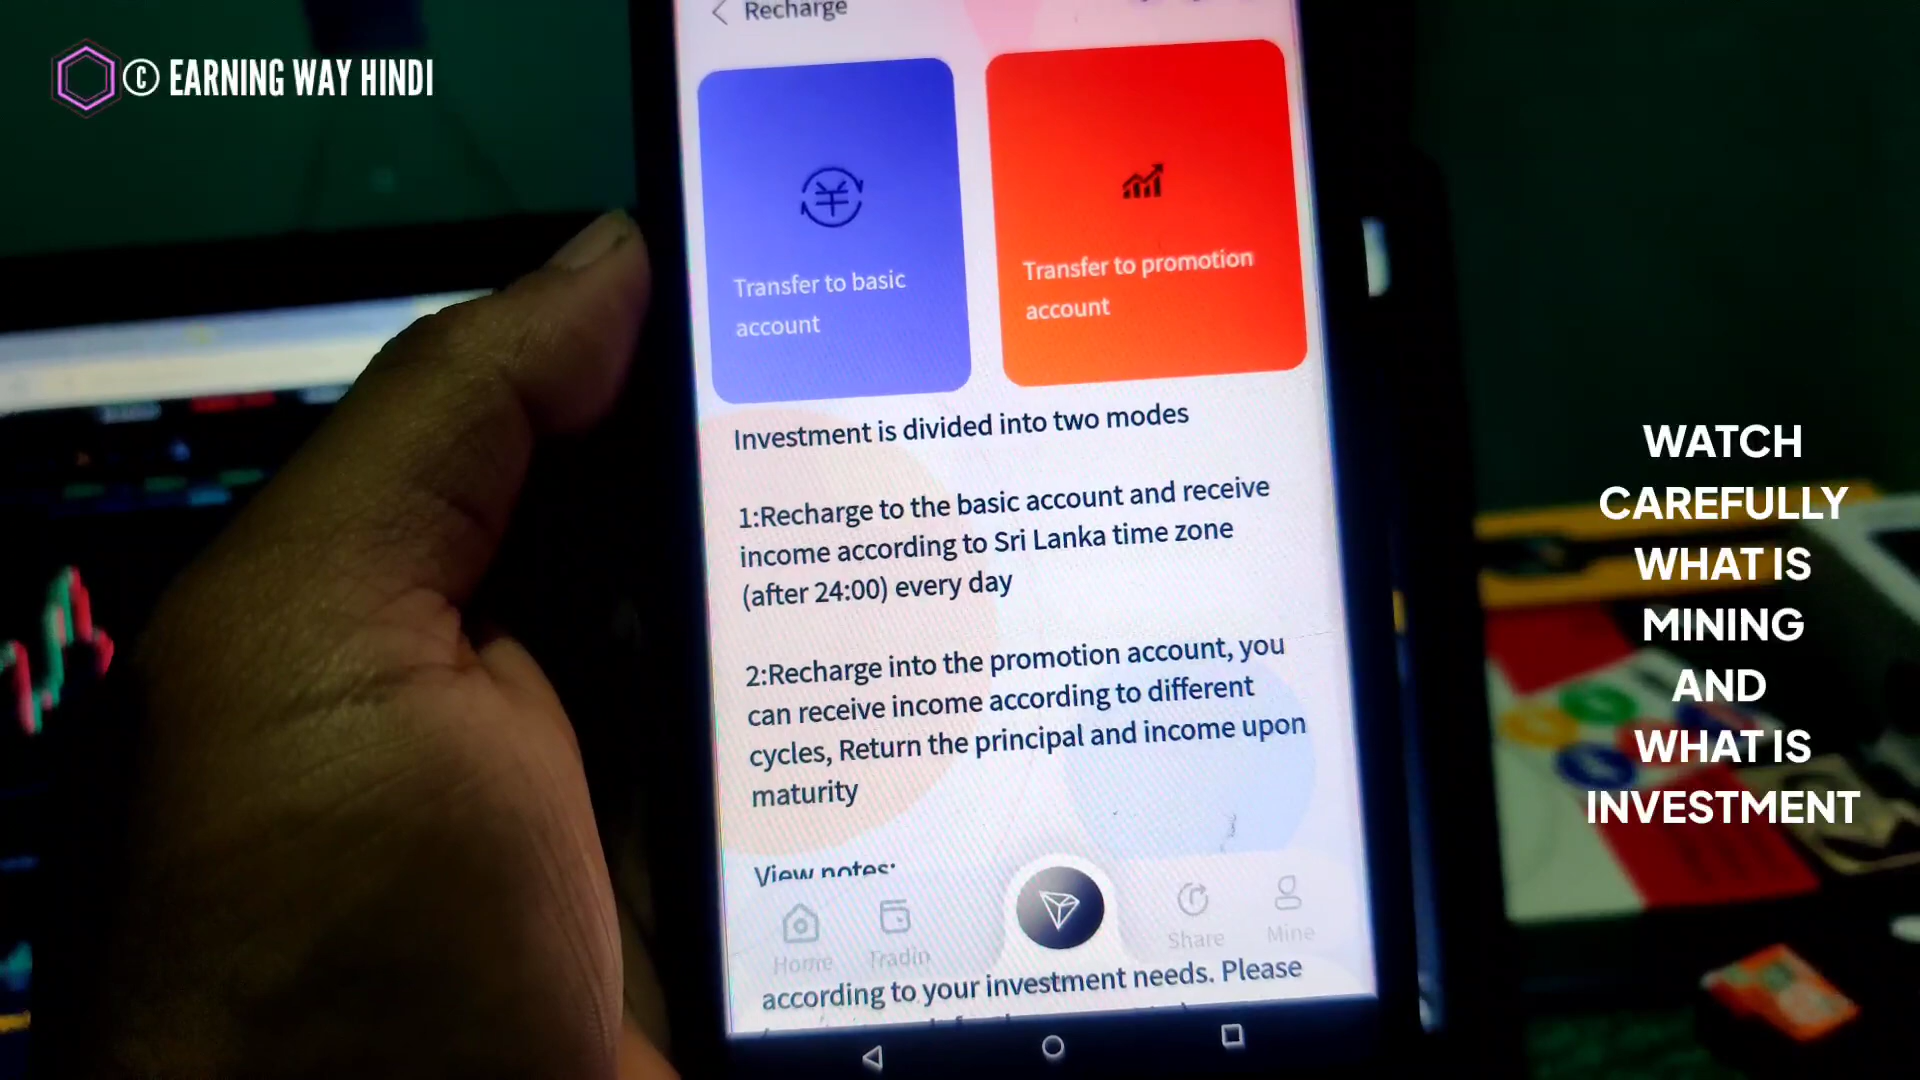 Recharge
© EARNING WAY HINDI
Transfer to basic
account
Transfer to promotion
account
Investment is divided into two modes
1:Recharge to the basic account and receive
income according to Sri Lanka time zone
(after 24:00) every day
2:Recharge into the promotion account, you
can receive income according to different
cycles, Return the principal and income upon
maturity
View notes:
Home
Tradin
Share
Mine
according to your investment needs. Please
WATCH
CAREFULLY
WHAT IS
MINING
AND
WHAT IS
INVESTMENT